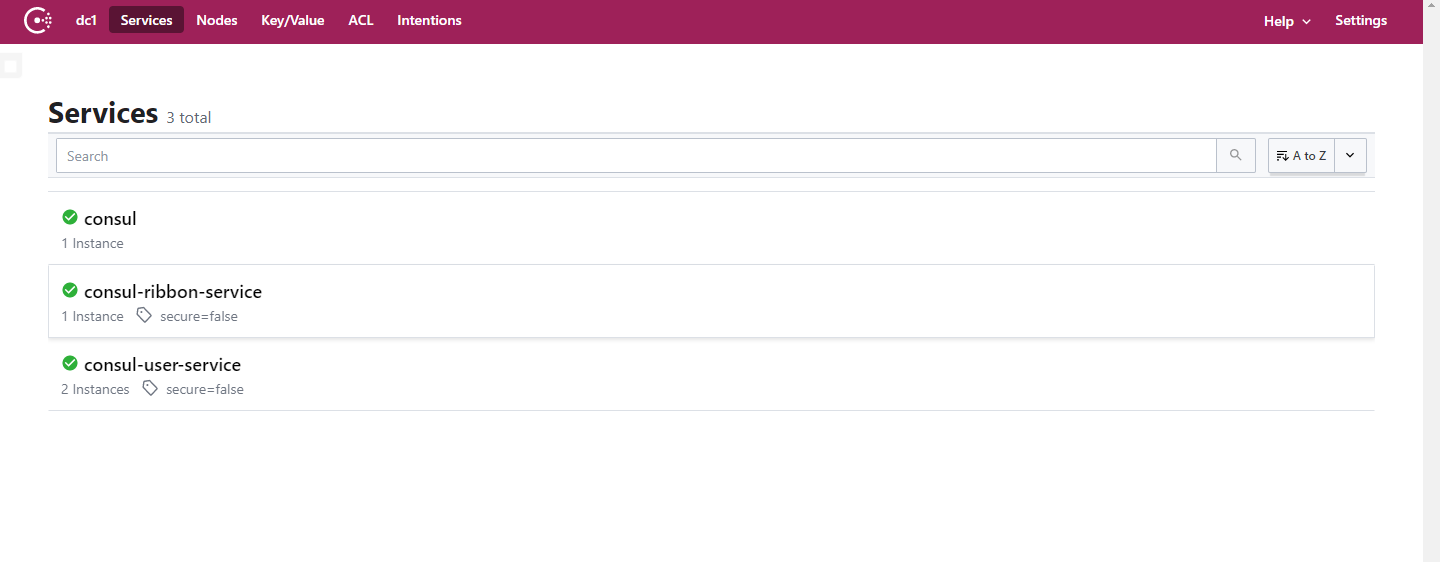 dc1 Services Nodes Key/Value ACL Intentions Help Settings
Services 3 total
Search A to Z
consul
1 Instance
consul-ribbon-service
1 Instance secure=false
consul-user-service
2 Instances secure=false